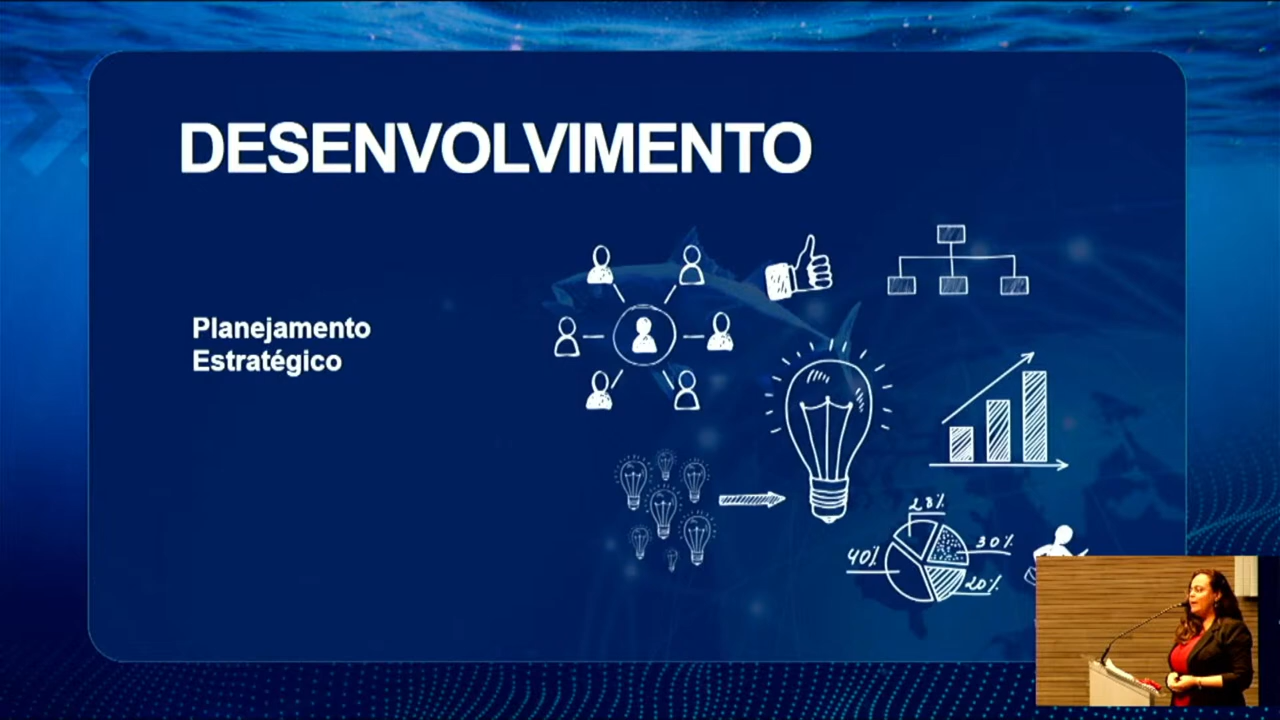 DESENVOLVIMENTO
Planejamento
Estratégico
28%
30%
40%
20%